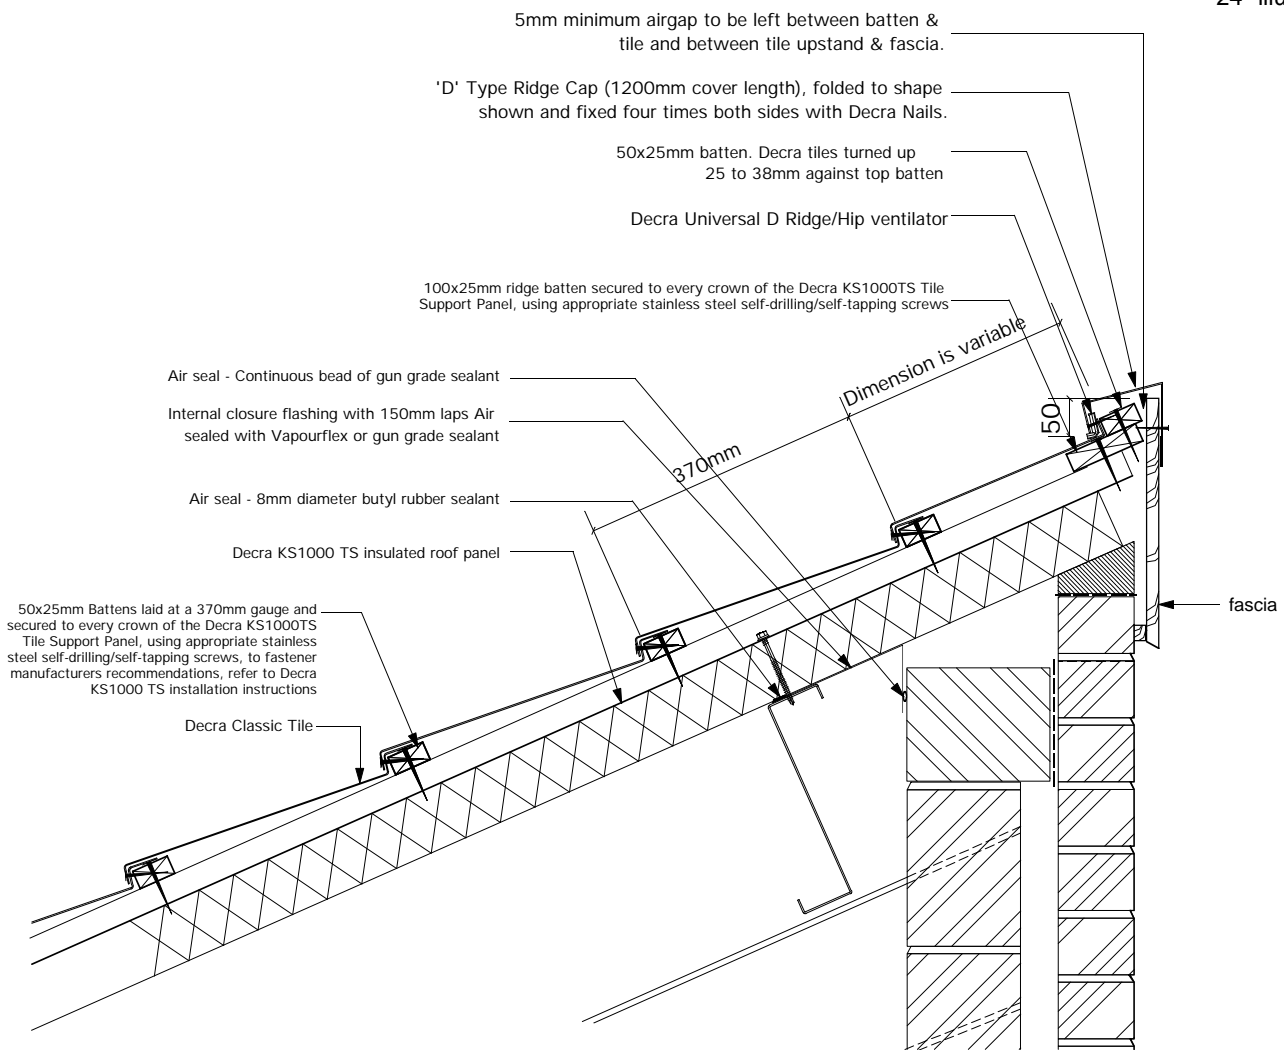 5mm minimum airgap to be left between batten &
tile and between tile upstand & fascia.
'D' Type Ridge Cap (1200mm cover length), folded to shape
shown and fixed four times both sides with Decra Nails.
50x25mm batten. Decra tiles turned up
25 to 38mm against top batten
Decra Universal D Ridge/Hip ventilator
100x25mm ridge batten secured to every crown of the Decra KS1000TS Tile
Support Panel, using appropriate stainless steel self-drilling/self-tapping screws
Dimension is variable
50
370mm
Air seal - Continuous bead of gun grade sealant
Internal closure flashing with 150mm laps Air
sealed with Vapourflex or gun grade sealant
Air seal - 8mm diameter butyl rubber sealant
Decra KS1000 TS insulated roof panel
50x25mm Battens laid at a 370mm gauge and
secured to every crown of the Decra KS1000TS
Tile Support Panel, using appropriate stainless
steel self-drilling/self-tapping screws, to fastener
manufacturers recommendations, refer to Decra
KS1000 TS installation instructions
Decra Classic Tile
fascia